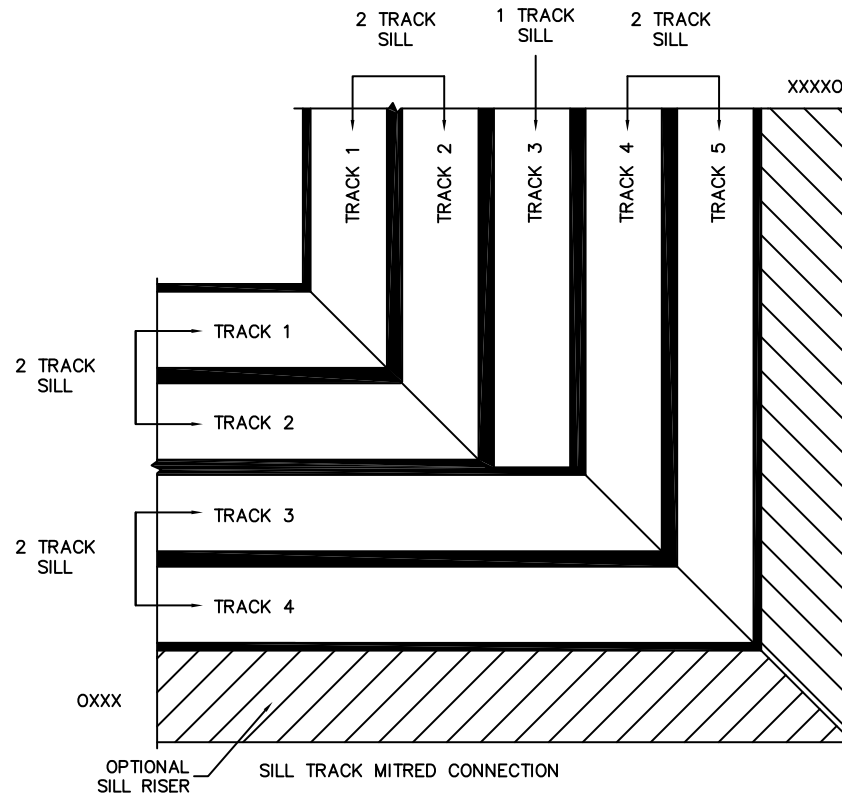 2 TRACK
SILL
1 TRACK
SILL
2 TRACK
SILL
XXXXO
TRACK 1
TRACK 2
TRACK 3
TRACK 4
TRACK 5
TRACK 1
2 TRACK
SILL
TRACK 2
TRACK 3
2 TRACK
SILL
TRACK 4
OXXX
OPTIONAL
SILL RISER
SILL TRACK MITRED CONNECTION